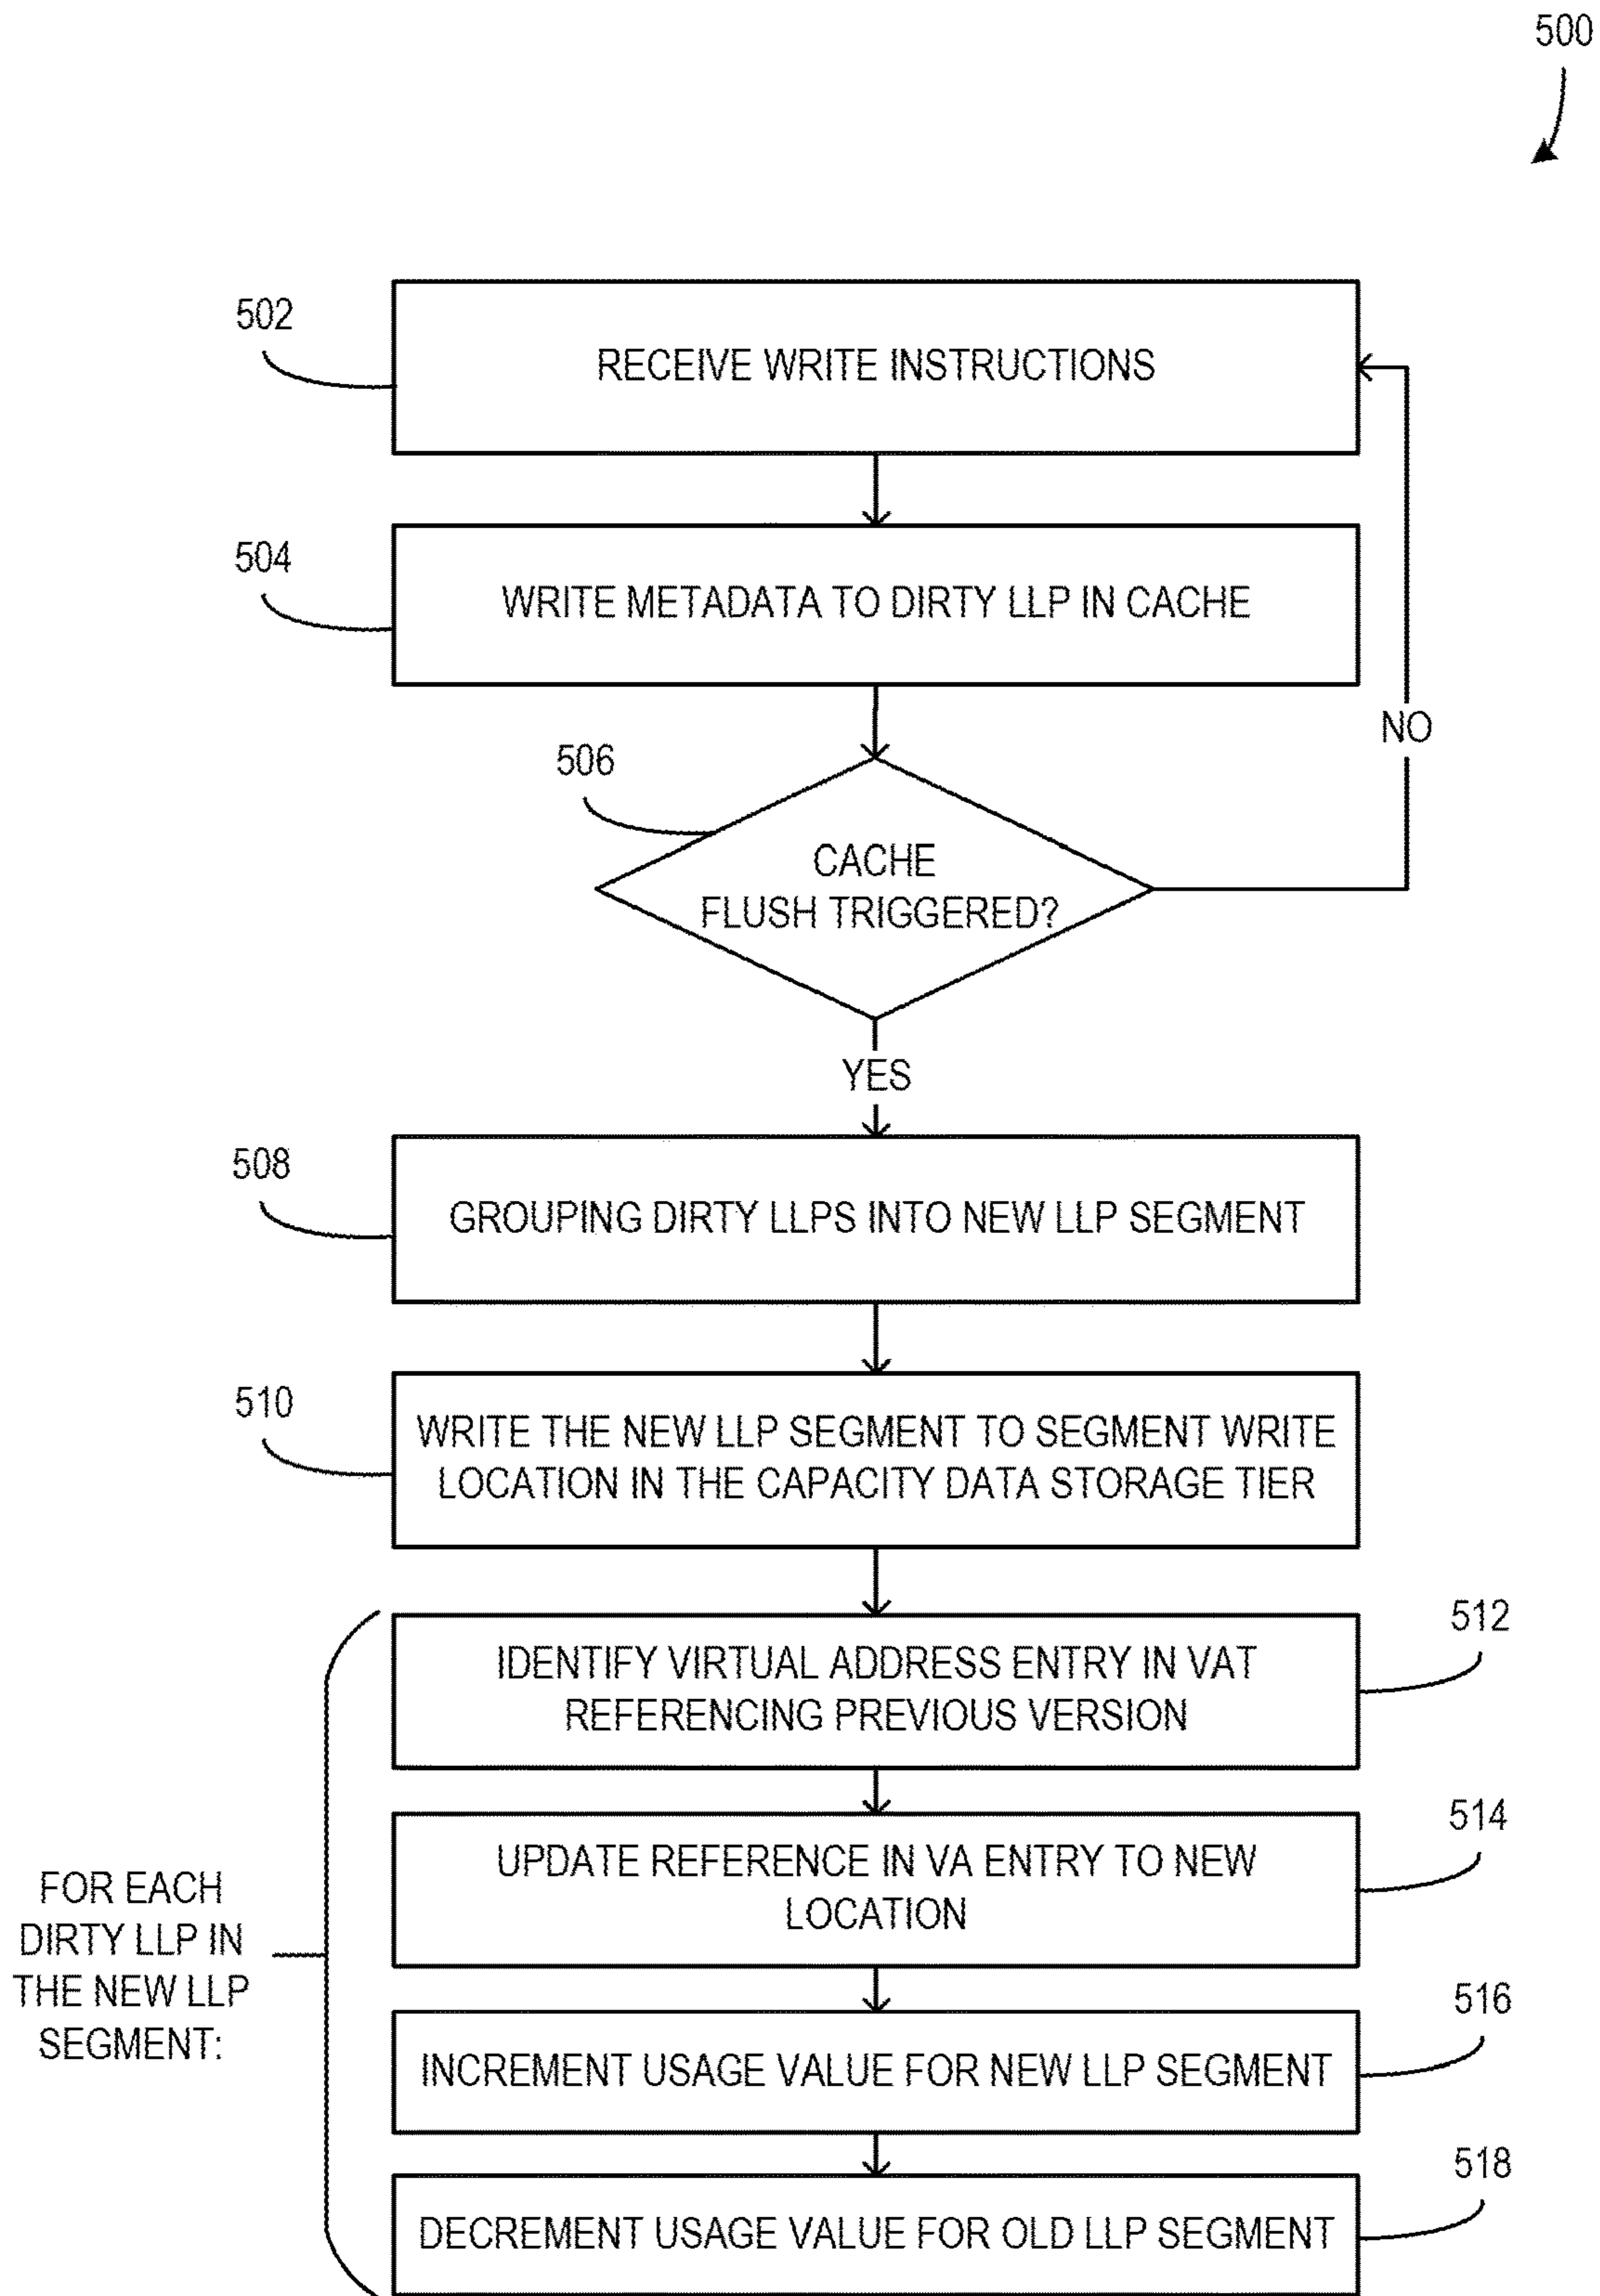 500
502
RECEIVE WRITE INSTRUCTIONS
504
WRITE METADATA TO DIRTY LLP IN CACHE
NO
506
CACHE
FLUSH TRIGGERED?
YES
508
GROUPING DIRTY LLPS INTO NEW LLP SEGMENT
510
WRITE THE NEW LLP SEGMENT TO SEGMENT WRITE
LOCATION IN THE CAPACITY DATA STORAGE TIER
512
IDENTIFY VIRTUAL ADDRESS ENTRY IN VAT
REFERENCING PREVIOUS VERSION
514
UPDATE REFERENCE IN VA ENTRY TO NEW
LOCATION
FOR EACH
DIRTY LLP IN
THE NEW LLP
SEGMENT:
516
INCREMENT USAGE VALUE FOR NEW LLP SEGMENT
518
DECREMENT USAGE VALUE FOR OLD LLP SEGMENT